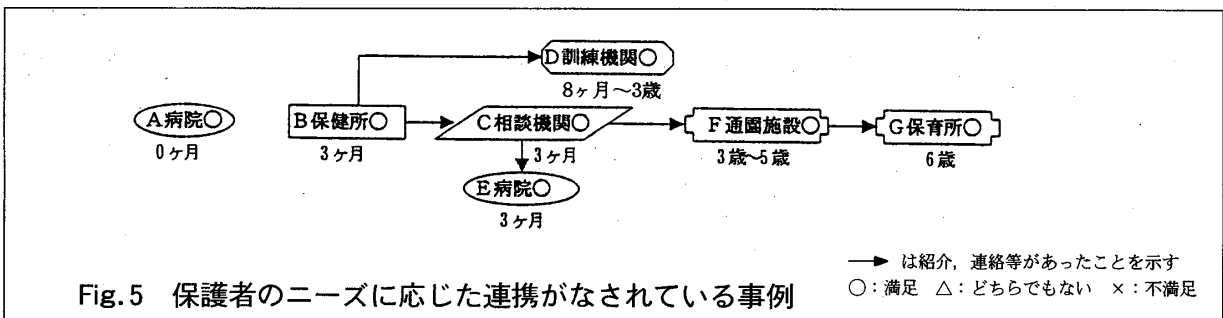 D訓練機関○
8ヶ月〜3歳
A病院○
0ヶ月
B保健所○
3ヶ月
C相談機関○
3ヶ月
F通園施設○
3歳〜5歳
G保育所○
6歳
E病院○
3ヶ月
→ は紹介，連絡等があったことを示す
○：満足 △：どちらでもない ×：不満足
Fig.5 保護者のニーズに応じた連携がなされている事例